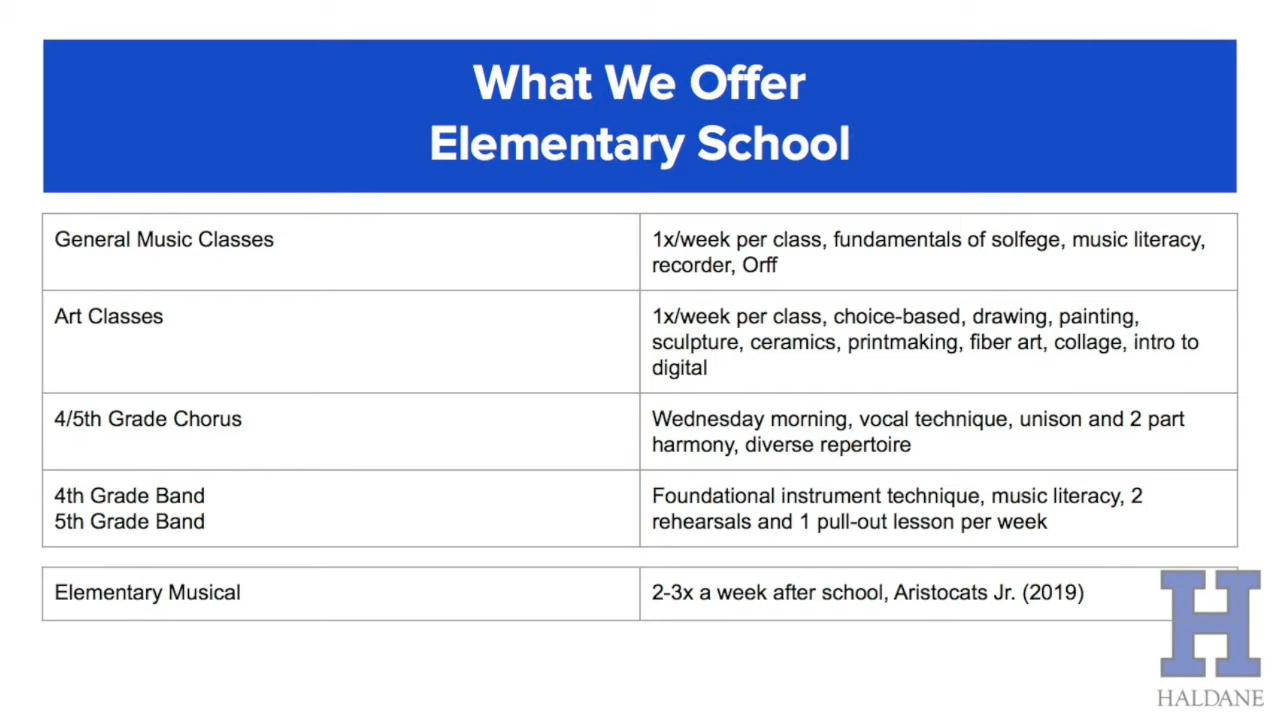 What We Offer
Elementary School
General Music Classes
1x/week per class, fundamentals of solfege, music literacy,
recorder, Orff
Art Classes
1x/week per class, choice-based, drawing, painting,
sculpture, ceramics, printmaking, fiber art, collage, intro to
digital
4/5th Grade Chorus
Wednesday morning, vocal technique, unison and 2 part
harmony, diverse repertoire
4th Grade Band
5th Grade Band
Foundational instrument technique, music literacy, 2
rehearsals and 1 pull-out lesson per week
Elementary Musical
2-3x a week after school, Aristocats Jr. (2019)
H
HALDANE